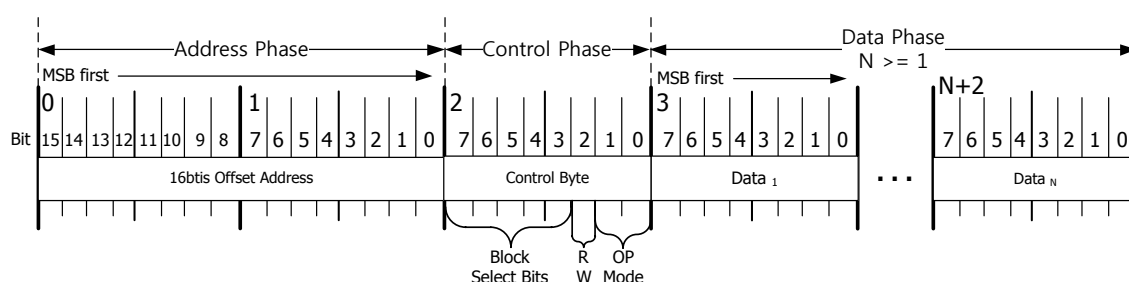 Address Phase Control Phase Data Phase
N >= 1
MSB first MSB first
0 1 2 3 N+2
Bit 15 14 13 12 11 10 9 8 7 6 5 4 3 2 1 0 7 6 5 4 3 2 1 0 7 6 5 4 3 2 1 0 7 6 5 4 3 2 1 0
16btis Offset Address Control Byte Data 1 ... Data N
Block R OP
Select Bits W Mode